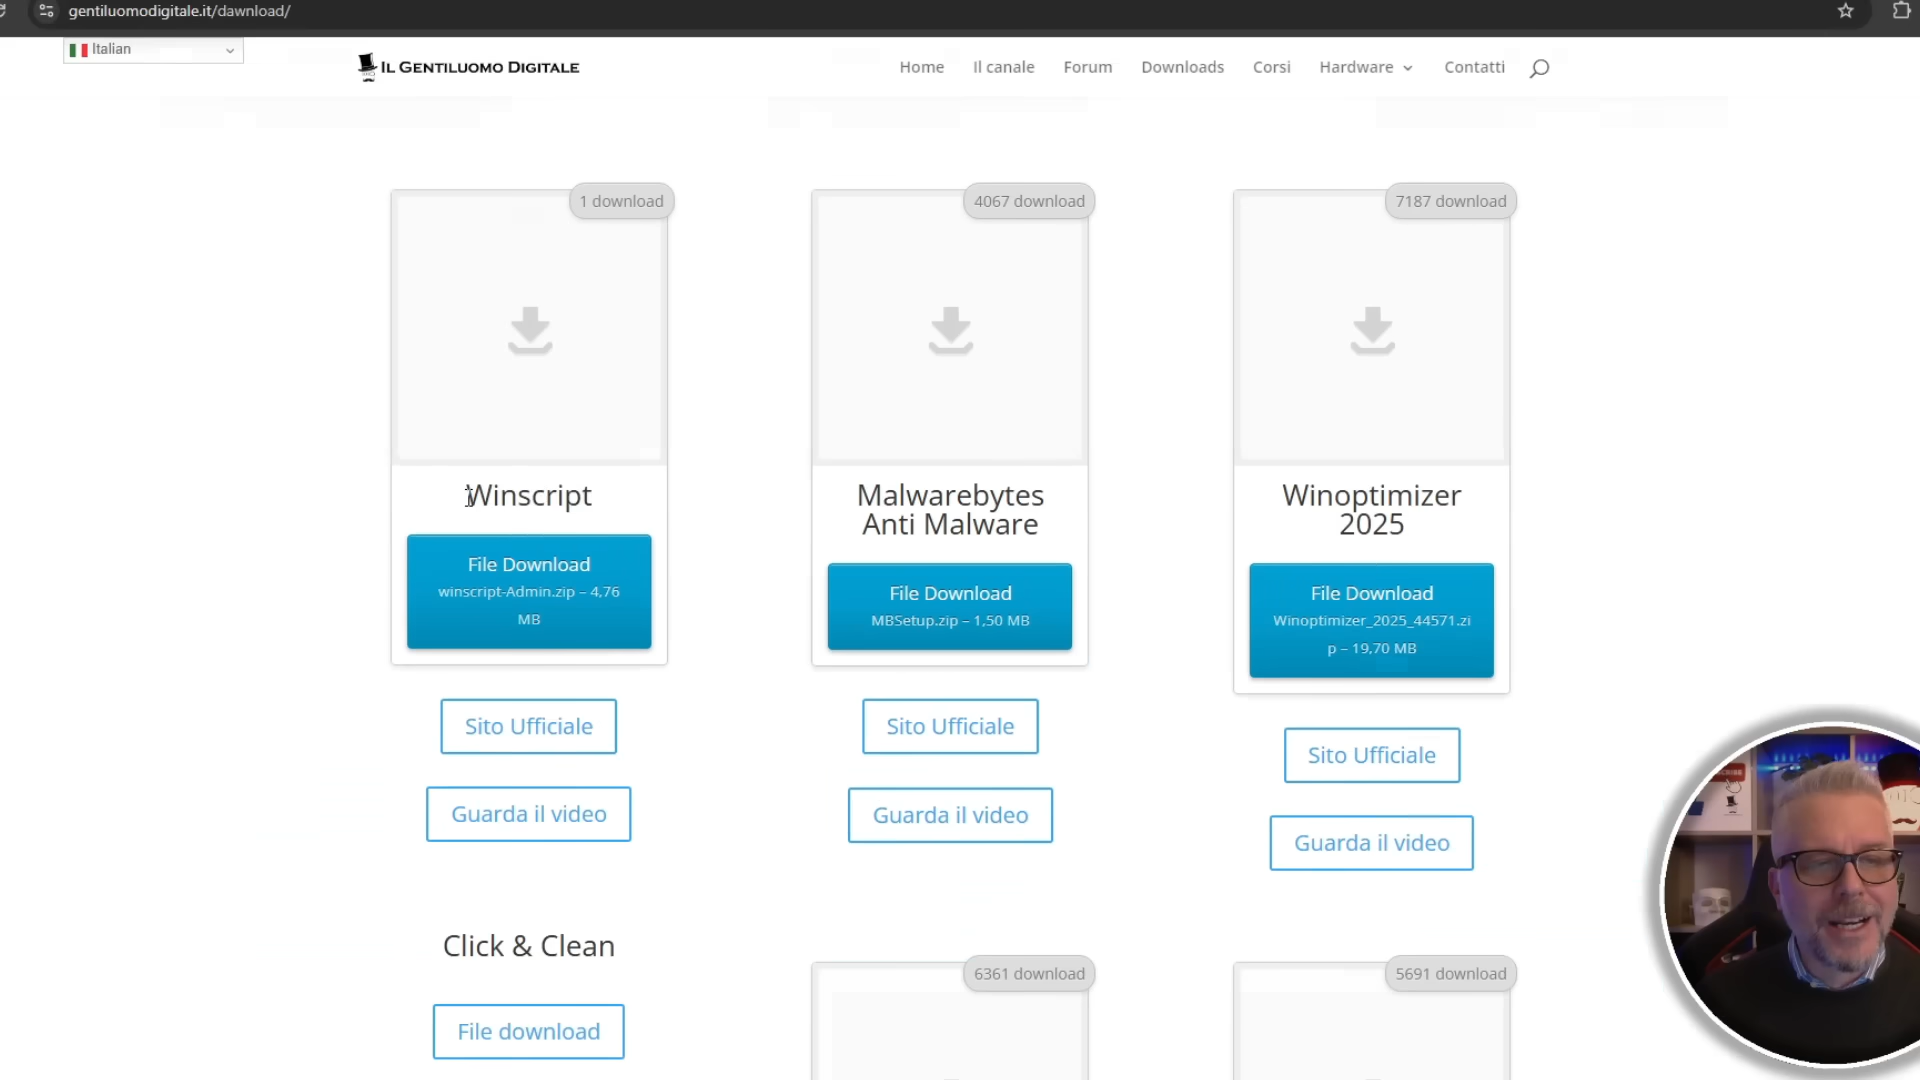 gentiluomodigitale.it/dawnload/
Italian
IL GENTILUOMO DIGITALE
Home
Il canale
Forum
Downloads
Corsi
Hardware
Contatti
1 download
4067 download
7187 download
Winscript
Malwarebytes
Anti Malware
Winoptimizer
2025
File Download
winscript-Admin.zip – 4,76
MB
File Download
MBSetup.zip – 1,50 MB
File Download
Winoptimizer_2025_44571.zi
p – 19,70 MB
Sito Ufficiale
Sito Ufficiale
Sito Ufficiale
Guarda il video
Guarda il video
Guarda il video
Click & Clean
File download
6361 download
5691 download